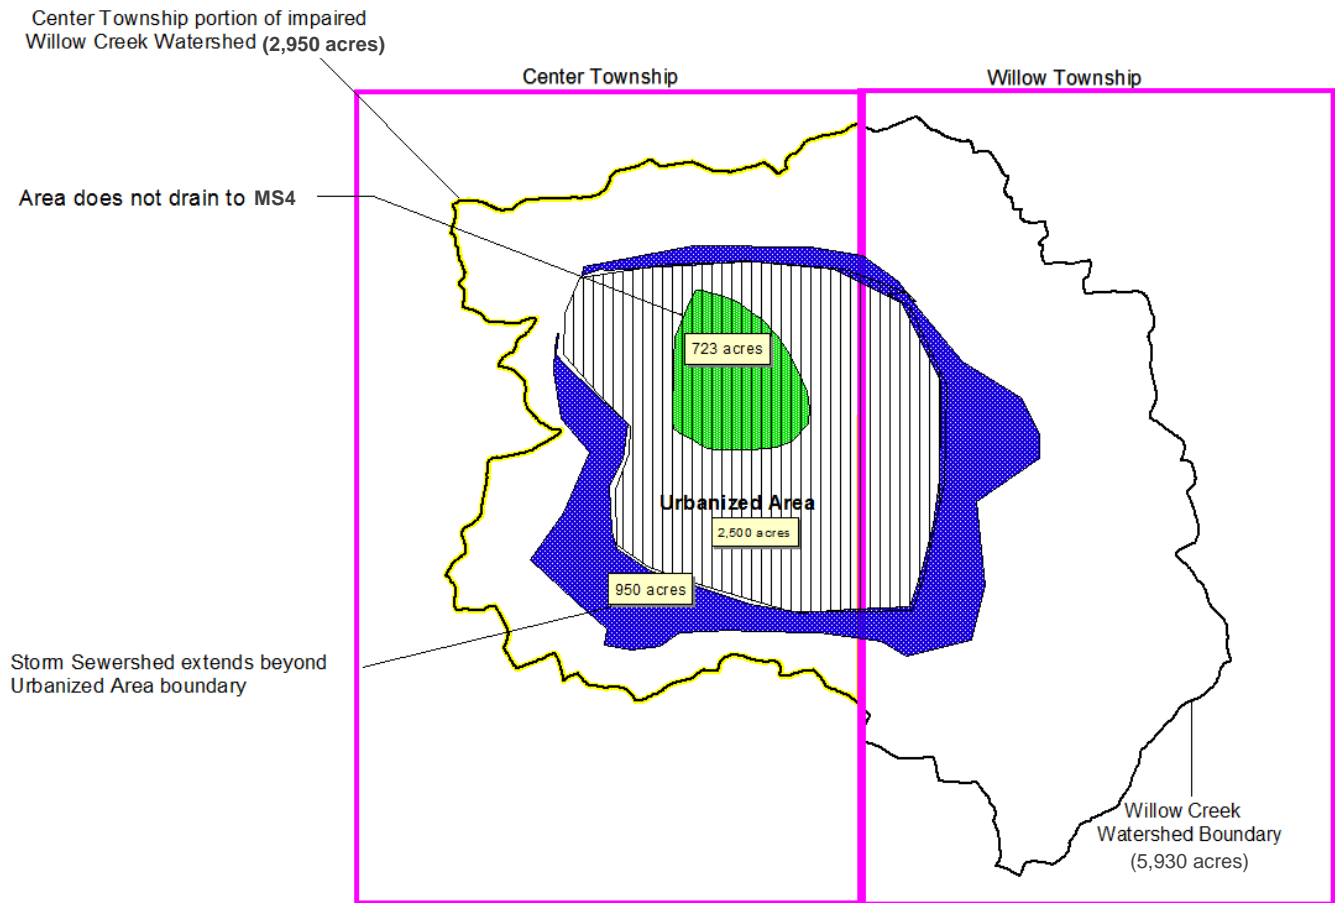 Center Township portion of impaired
Willow Creek Watershed (2,950 acres)
Center Township
Willow Township
Area does not drain to MS4
723 acres
Urbanized Area
2,500 acres
950 acres
Storm Sewershed extends beyond
Urbanized Area boundary
Willow Creek
Watershed Boundary
(5,930 acres)